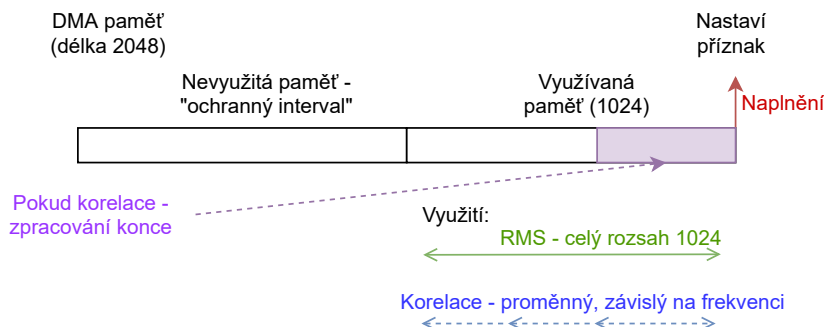 DMA paměť
(délka 2048)
Nastaví
příznak
Nevyužitá paměť -
"ochranný interval"
Využívaná
paměť (1024)
Naplnění
Pokud korelace -
zpracování konce
Využití:
RMS - celý rozsah 1024
Korelace - proměnný, závislý na frekvenci